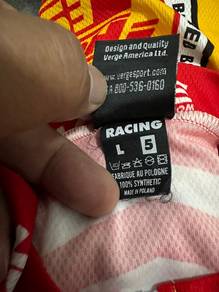 Design and Quality
Verge America Ltd.
www.vergesport.com
800-536-0160
RACING
L 5
FABRIQUE AU POLOGNE
100% SYNTHETIC
MADE IN POLAND